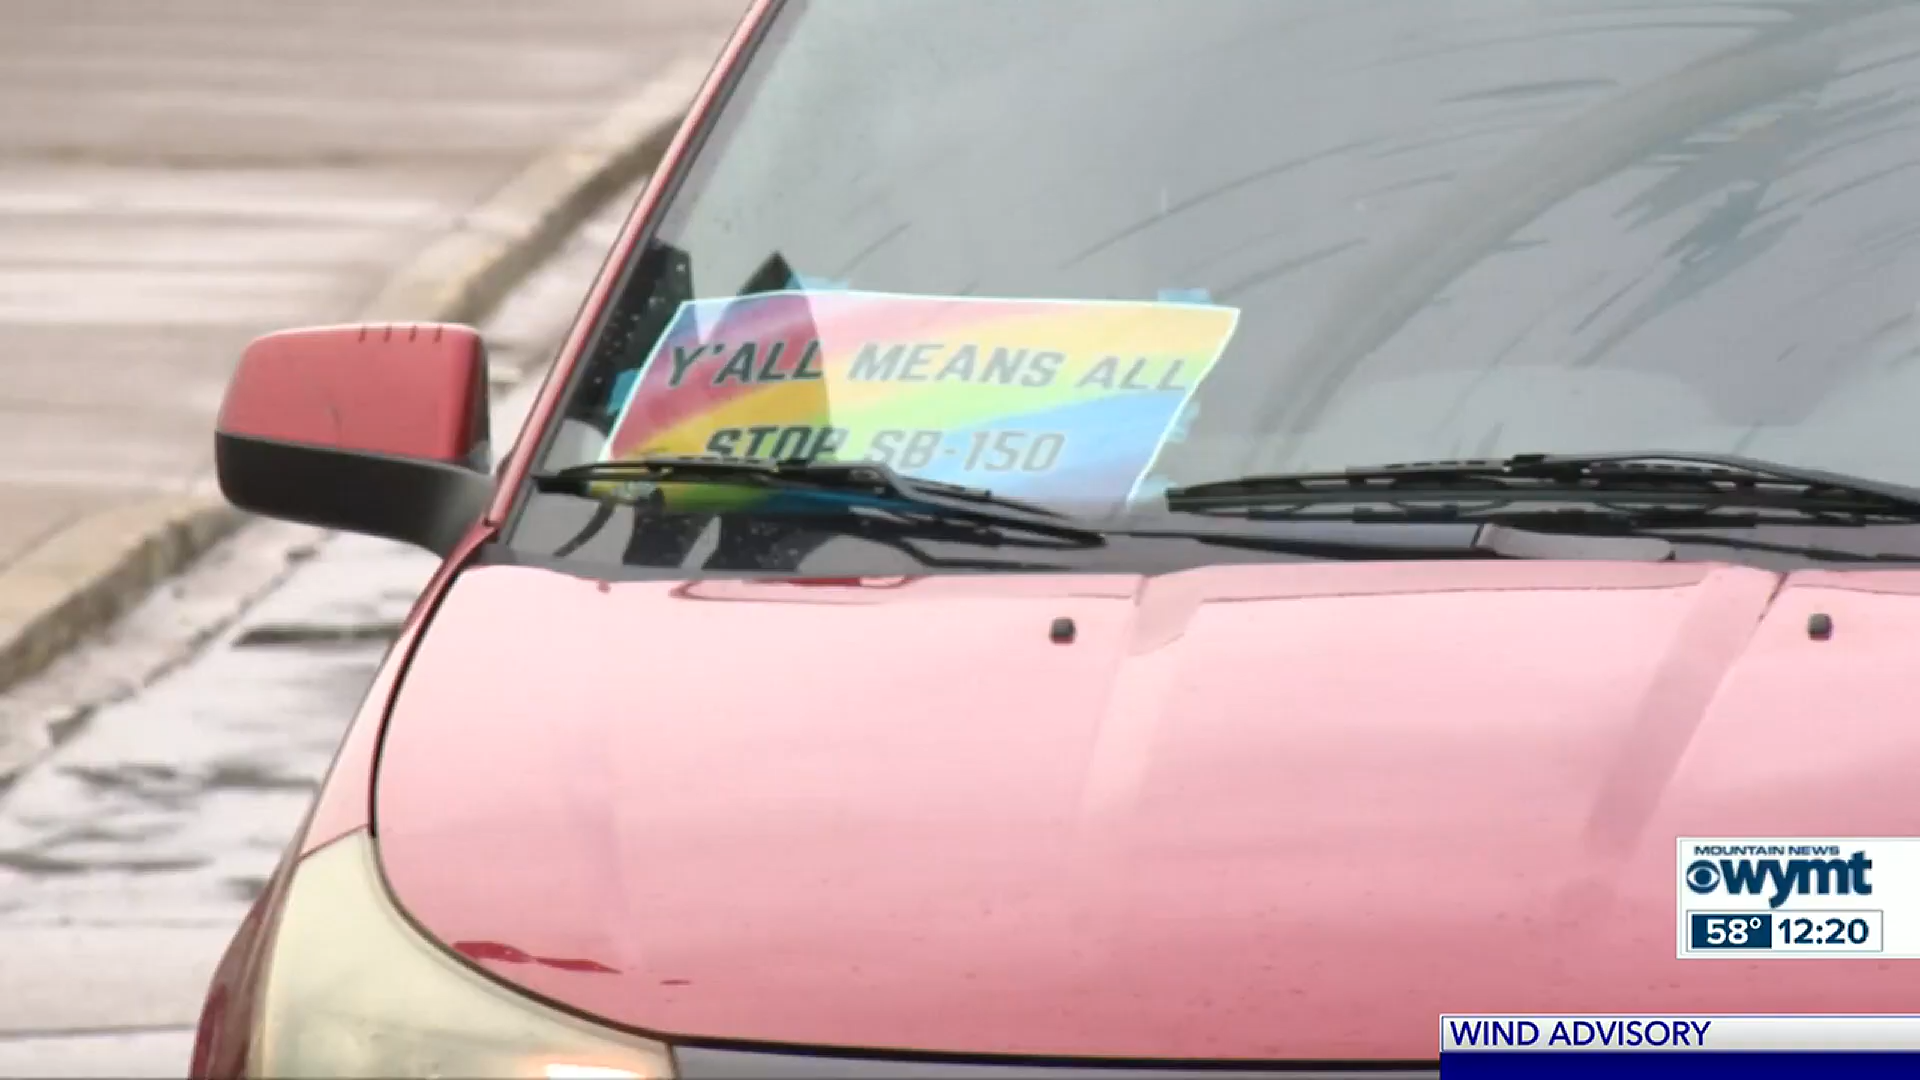 Y'ALL MEANS ALL
STOP SB-150
MOUNTAIN NEWS
wymt
58° 12:20
WIND ADVISORY